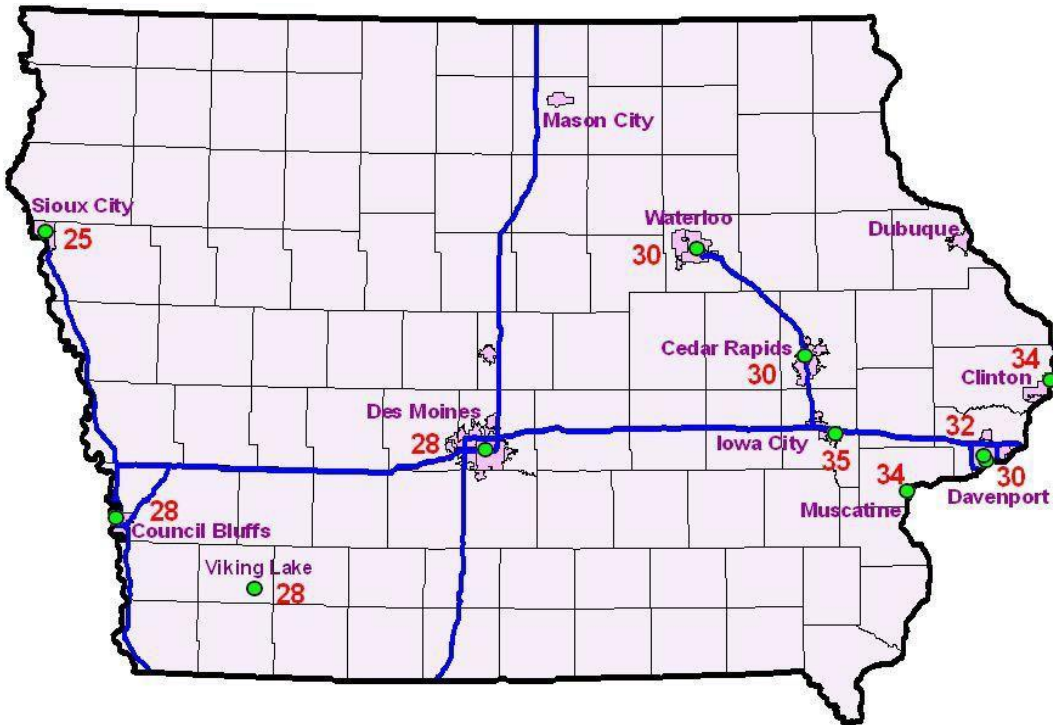 Mason City
Sioux City
25
Waterloo
30
Dubuque
Cedar Rapids
30
34
Clinton
Des Moines
28
Iowa City
35
32
30
Davenport
34
Muscatine
28
Council Bluffs
Viking Lake
28